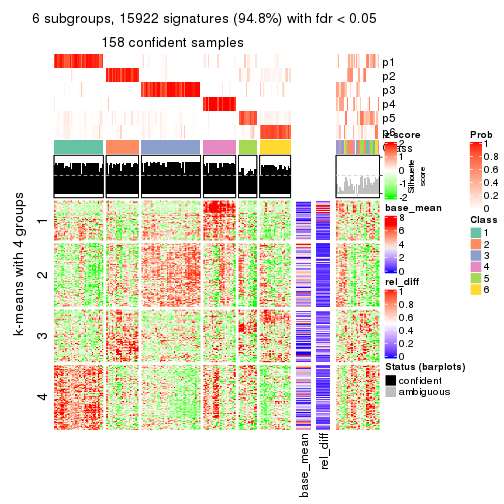 6 subgroups, 15922 signatures (94.8%) with fdr < 0.05
158 confident samples
p1
p2
p3
p4
p5
p6
Class
z-score
2
1
0
-1
-2
Silhouette
score
Prob
1
0.8
0.6
0.4
0.2
0
base_mean
8
6
4
2
0
Class
1
2
3
4
5
6
rel_diff
1
0.8
0.6
0.4
0.2
0
Status (barplots)
confident
ambiguous
k-means with 4 groups
1
2
3
4
base_mean
rel_diff